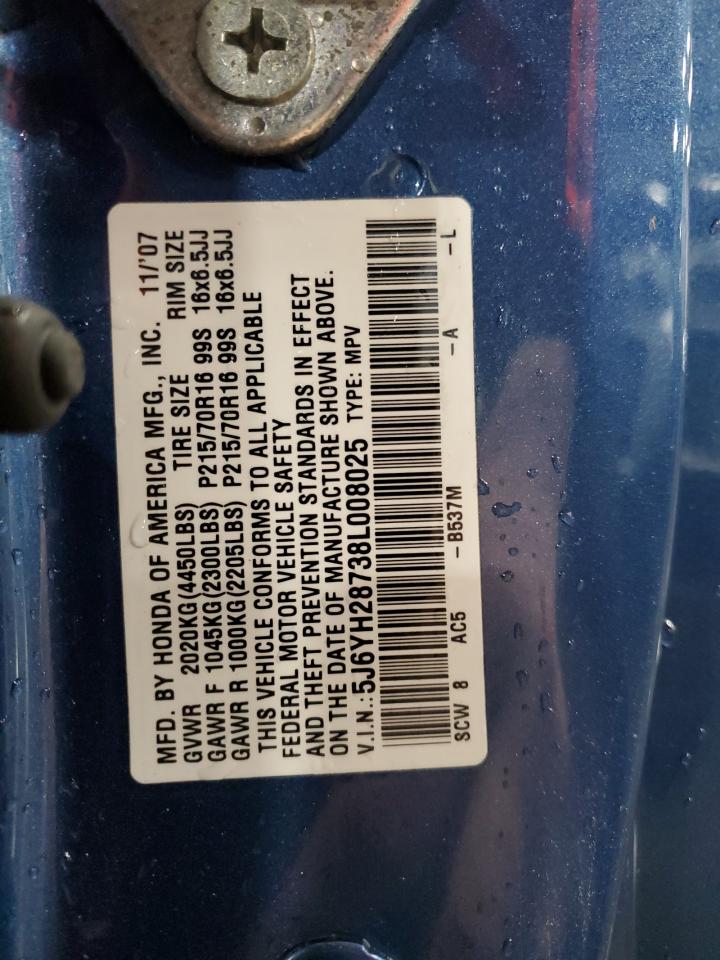 MFD. BY HONDA OF AMERICA MFG., INC. 11/'07
GVWR 2020KG(4450LBS) TIRE SIZE RIM SIZE
GAWR F 1045KG(2300LBS) P215/70R16 99S 16x6.5JJ
GAWR R 1000KG(2205LBS) P215/70R16 99S 16x6.5JJ
THIS VEHICLE CONFORMS TO ALL APPLICABLE
FEDERAL MOTOR VEHICLE SAFETY
AND THEFT PREVENTION STANDARDS IN EFFECT
ON THE DATE OF MANUFACTURE SHOWN ABOVE.
V.I.N.:5J6YH28738L008025 TYPE: MPV
SCW 8 AC5 -B537M -A -L